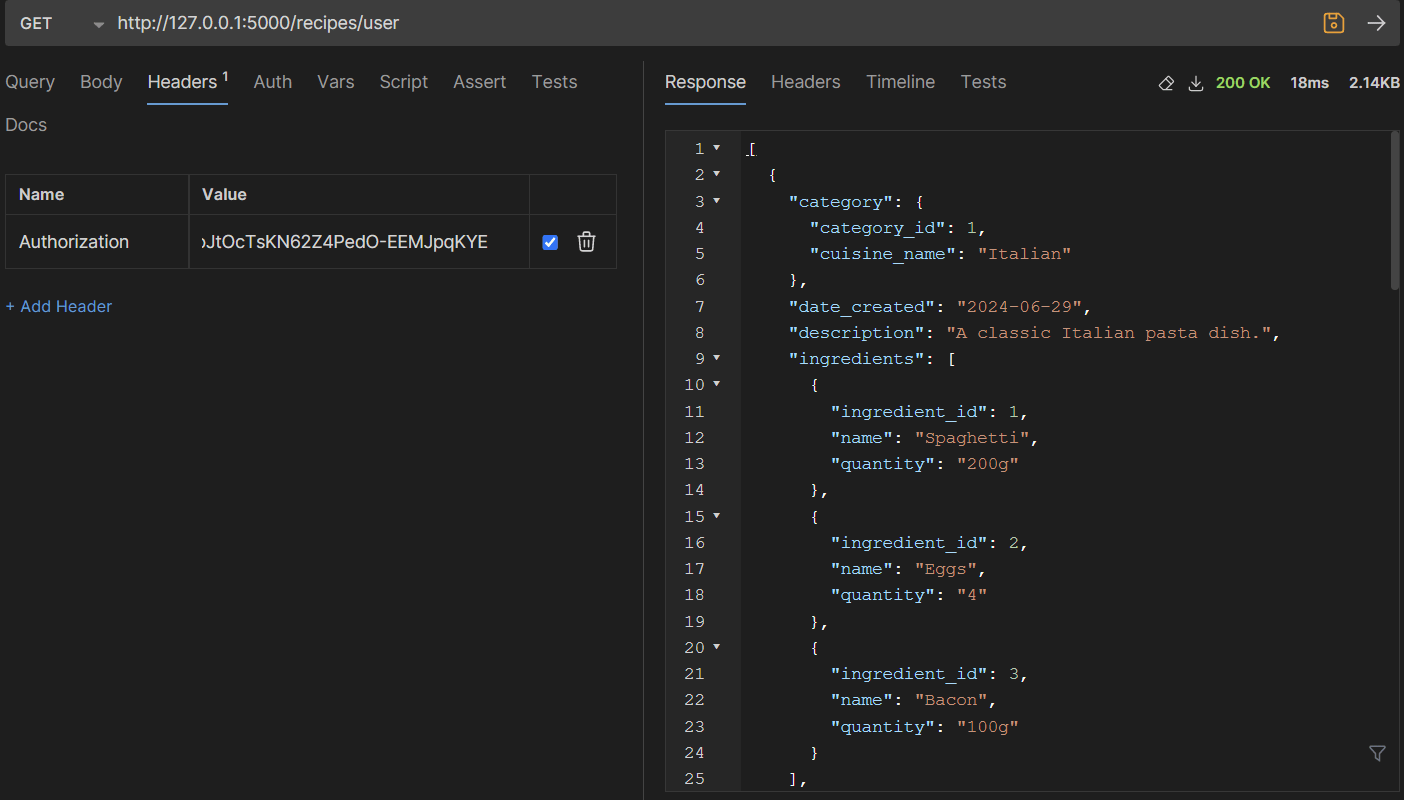 GET http://127.0.0.1:5000/recipes/user
Query Body Headers 1 Auth Vars Script Assert Tests
Docs
Name Value
Authorization JtOcTsKN62Z4PedO-EEMJpqKYE
+ Add Header
Response Headers Timeline Tests 200 OK 18ms 2.14KB
1 [
2 {
3 "category": {
4 "category_id": 1,
5 "cuisine_name": "Italian"
6 },
7 "date_created": "2024-06-29",
8 "description": "A classic Italian pasta dish.",
9 "ingredients": [
10 {
11 "ingredient_id": 1,
12 "name": "Spaghetti",
13 "quantity": "200g"
14 },
15 {
16 "ingredient_id": 2,
17 "name": "Eggs",
18 "quantity": "4"
19 },
20 {
21 "ingredient_id": 3,
22 "name": "Bacon",
23 "quantity": "100g"
24 }
25 ],